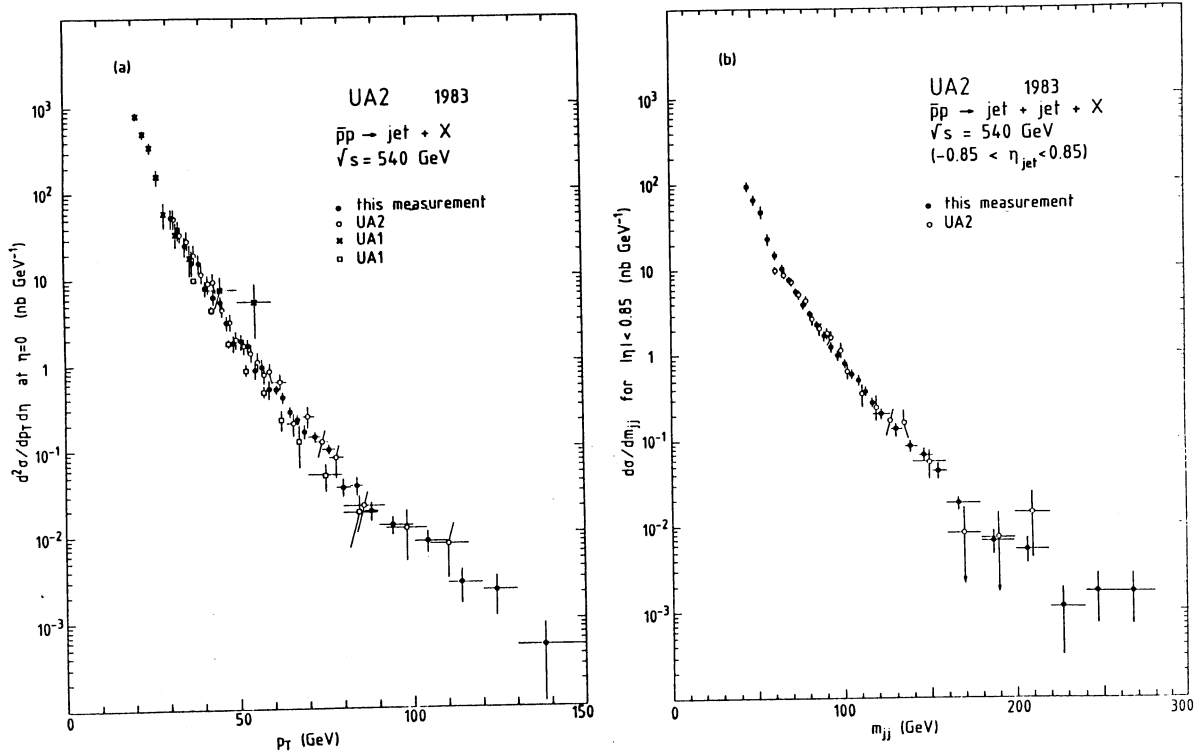 (a)
UA2 1983
p̄p → jet + X
√s = 540 GeV
• this measurement
○ UA2
✖ UA1
□ UA1
d²σ/dp_T dη at η=0 (nb GeV⁻¹)
10³
10²
10
1
10⁻¹
10⁻²
10⁻³
0 50 100 150
p_T (GeV)
(b)
UA2 1983
p̄p → jet + jet + X
√s = 540 GeV
(-0.85 < η_jet < 0.85)
• this measurement
○ UA2
dσ/dm_jj for |η| < 0.85 (nb GeV⁻¹)
10³
10²
10
1
10⁻¹
10⁻²
10⁻³
0 100 200 300
m_jj (GeV)